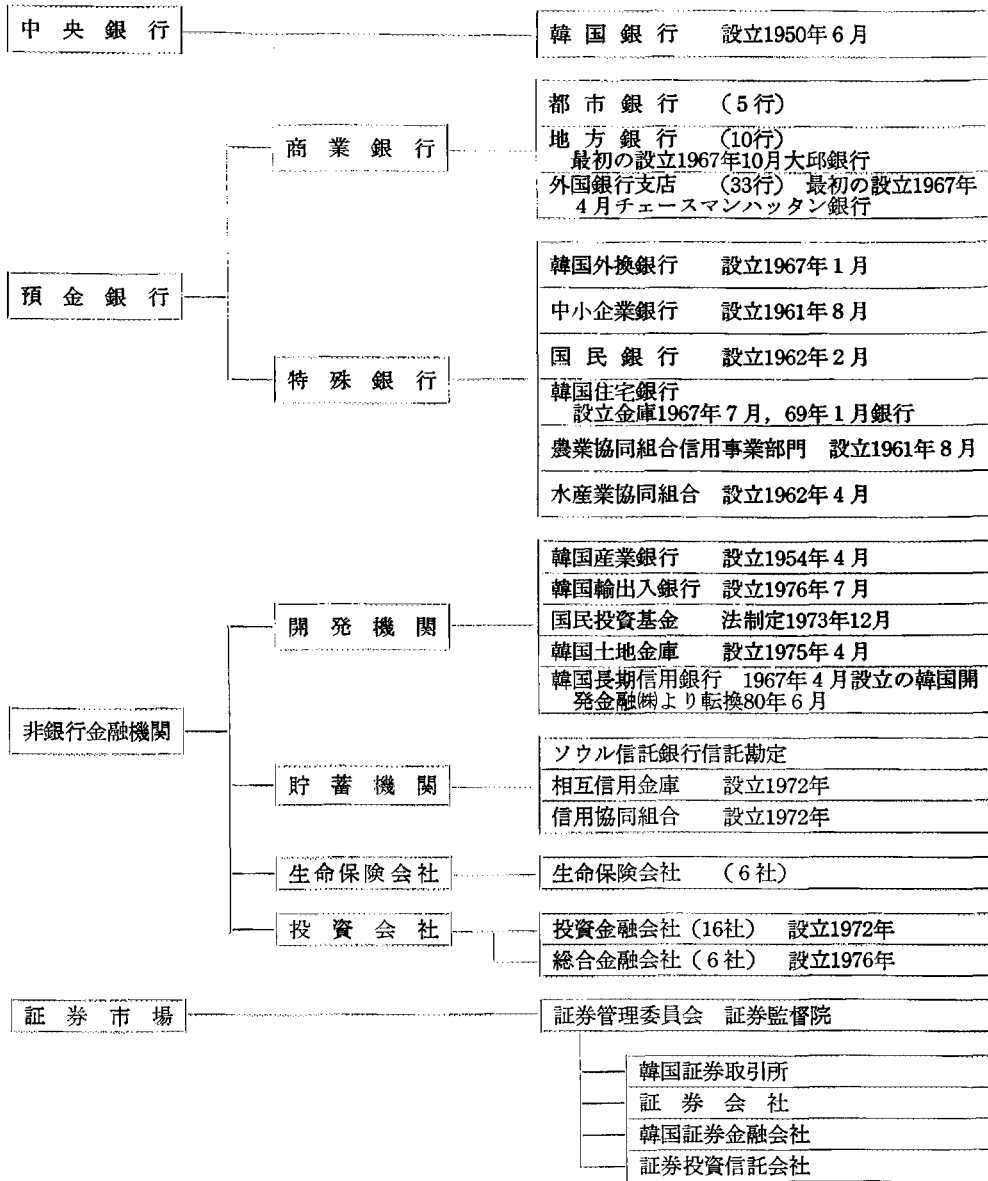 中央銀行
韓国銀行 設立1950年6月
預金銀行
商業銀行
都市銀行 (5行)
地方銀行 (10行)
最初の設立1967年10月大邱銀行
外国銀行支店 (33行) 最初の設立1967年
4月チェースマンハッタン銀行
特殊銀行
韓国外換銀行 設立1967年1月
中小企業銀行 設立1961年8月
国民銀行 設立1962年2月
韓国住宅銀行
設立金庫1967年7月,69年1月銀行
農業協同組合信用事業部門 設立1961年8月
水産業協同組合 設立1962年4月
非銀行金融機関
開発機関
韓国産業銀行 設立1954年4月
韓国輸出入銀行 設立1976年7月
国民投資基金 法制定1973年12月
韓国土地金庫 設立1975年4月
韓国長期信用銀行 1967年4月設立の韓国開
発金融㈱より転換80年6月
貯蓄機関
ソウル信託銀行信託勘定
相互信用金庫 設立1972年
信用協同組合 設立1972年
生命保険会社
生命保険会社 (6社)
投資会社
投資金融会社(16社) 設立1972年
総合金融会社(6社) 設立1976年
証券市場
証券管理委員会 証券監督院
韓国証券取引所
証券会社
韓国証券金融会社
証券投資信託会社